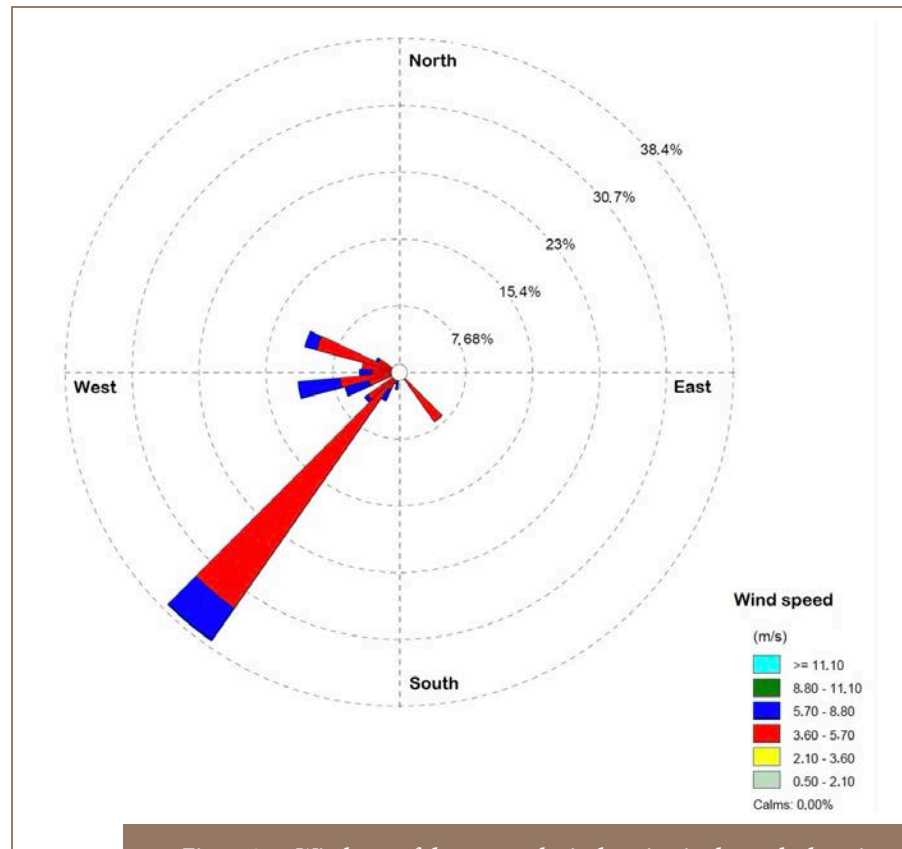 North
38.4%
30.7%
23%
15.4%
7.68%
West
East
South
Wind speed
(m/s)
>= 11.10
8.80 - 11.10
5.70 - 8.80
3.60 - 5.70
2.10 - 3.60
0.50 - 2.10
Calms: 0.00%